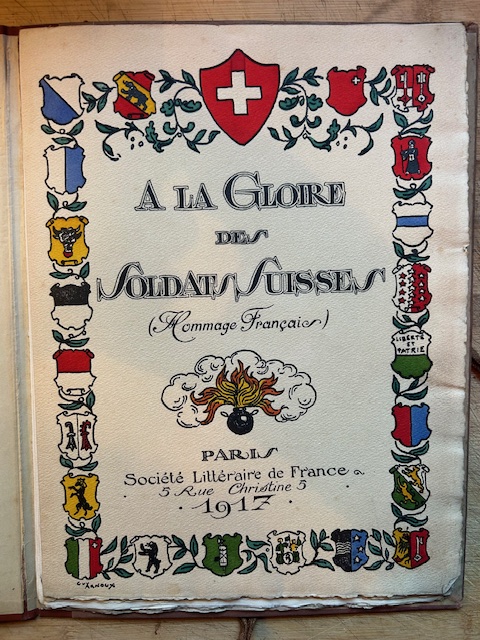 A LA GLOIRE
DES
SOLDATS SUISSES
(Hommage Français)
LIBERTÉ
ET
PATRIE
PARIS
Société Littéraire de France
5 Rue Christine 5
· 1917 ·